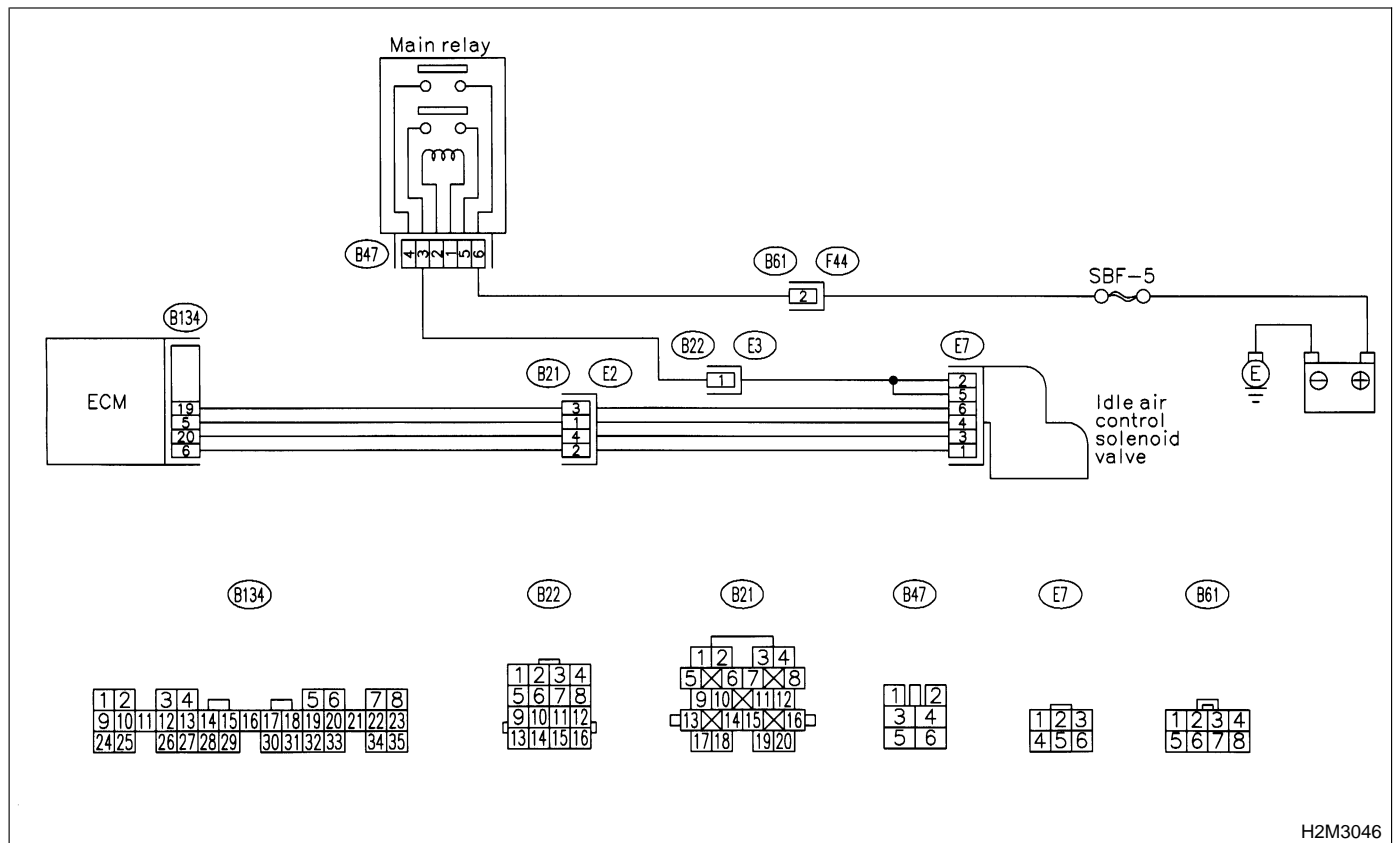 Main relay
B47
4 3 2 1 5 6
B61 F44
2
SBF-5
B134
B22 E3
1
E7
B21 E2
ECM
19
5
20
6
3
1
4
2
2
5
6
4
3
1
E
⊖ ⊕
Idle air
control
solenoid
valve
B134
1 2 3 4 5 6 7 8
9 10 11 12 13 14 15 16 17 18 19 20 21 22 23
24 25 26 27 28 29 30 31 32 33 34 35
B22
1 2 3 4
5 6 7 8
9 10 11 12
13 14 15 16
B21
1 2 3 4
5 6 7 8
9 10 11 12
13 14 15 16
17 18 19 20
B47
1 2
3 4
5 6
E7
1 2 3
4 5 6
B61
1 2 3 4
5 6 7 8
H2M3046